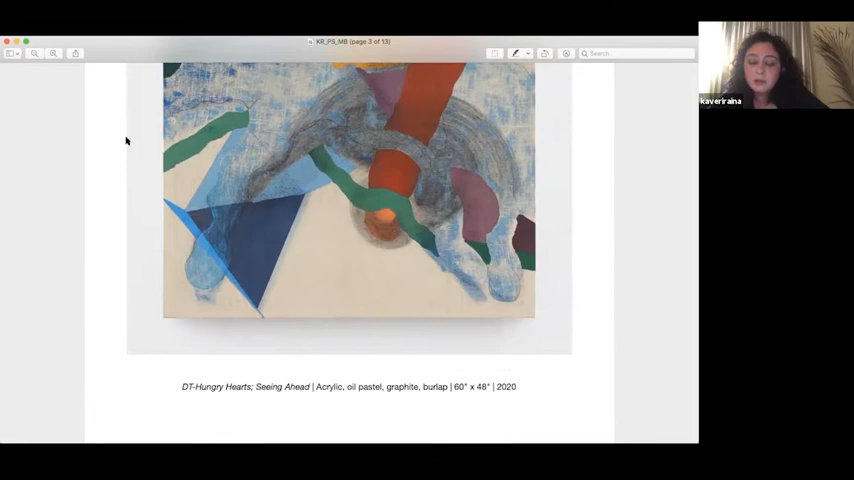 KR_PS_MB (page 3 of 13)
Search
kaveriraina
DT-Hungry Hearts; Seeing Ahead | Acrylic, oil pastel, graphite, burlap | 60" x 48" | 2020